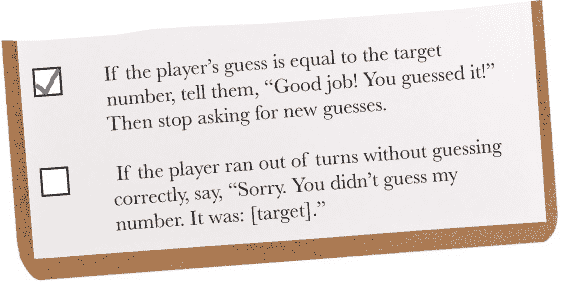 If the player's guess is equal to the target
number, tell them, “Good job! You guessed it!”
Then stop asking for new guesses.
If the player ran out of turns without guessing
correctly, say, “Sorry. You didn't guess my
number. It was: [target].”